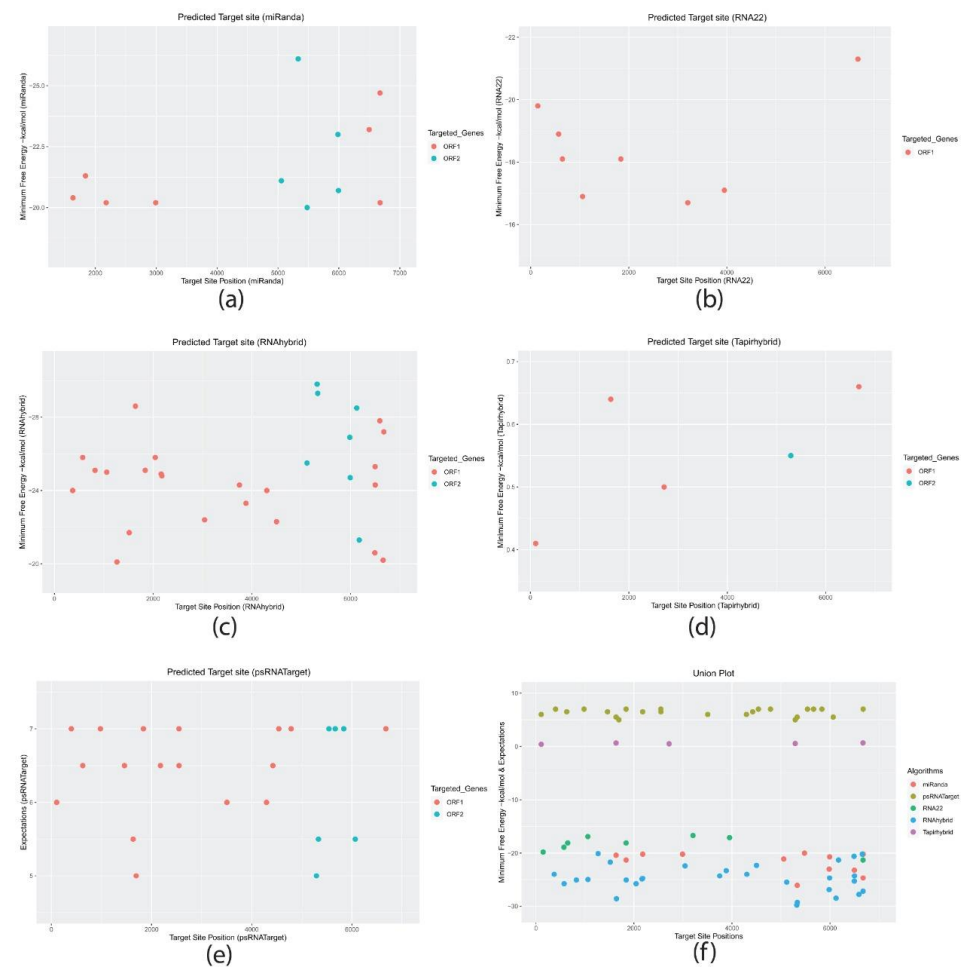 Predicted Target site (miRanda)
Minimum Free Energy −kcal/mol (miRanda)
−25.0
−22.5
−20.0
2000 3000 4000 5000 6000 7000
Target Site Position (miRanda)
Targeted_Genes
ORF1
ORF2
(a)
Predicted Target site (RNA22)
Minimum Free Energy −kcal/mol (RNA22)
−22
−20
−18
−16
0 2000 4000 6000
Target Site Position (RNA22)
Targeted_Genes
ORF1
(b)
Predicted Target site (RNAhybrid)
Minimum Free Energy −kcal/mol (RNAhybrid)
−28
−24
−20
0 2000 4000 6000
Target Site Position (RNAhybrid)
Targeted_Genes
ORF1
ORF2
(c)
Predicted Target site (Tapirhybrid)
Minimum Free Energy −kcal/mol (Tapirhybrid)
0.7
0.6
0.5
0.4
0 2000 4000 6000
Target Site Position (Tapirhybrid)
Targeted_Genes
ORF1
ORF2
(d)
Predicted Target site (psRNATarget)
Expectations (psRNATarget)
7
6
5
0 2000 4000 6000
Target Site Position (psRNATarget)
Targeted_Genes
ORF1
ORF2
(e)
Union Plot
Minimum Free Energy −kcal/mol & Expectations
10
0
−10
−20
−30
0 2000 4000 6000
Target Site Positions
Algorithms
miRanda
psRNATarget
RNA22
RNAhybrid
Tapirhybrid
(f)